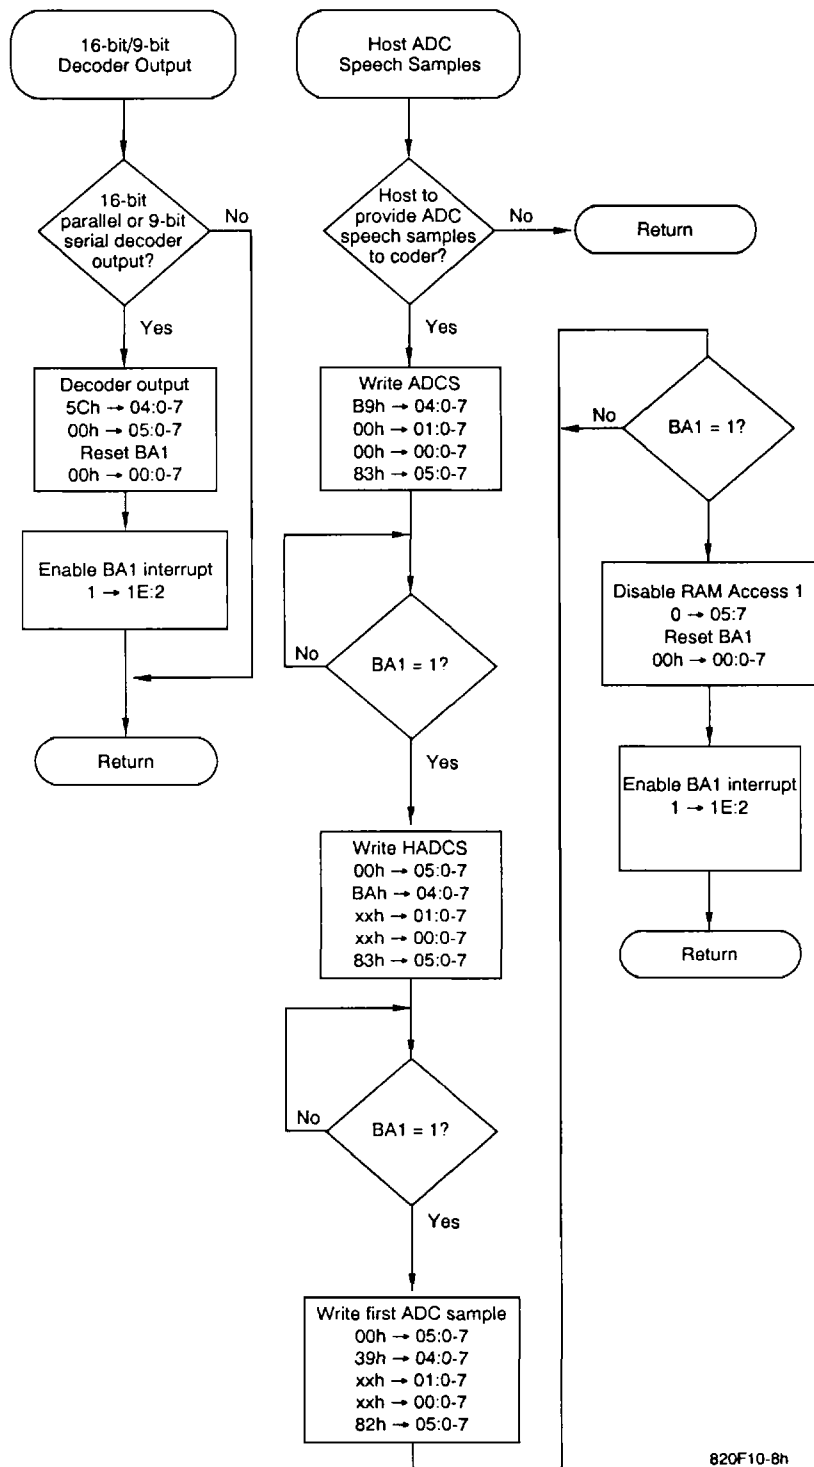 16-bit/9-bit
Decoder Output
16-bit
parallel or 9-bit
serial decoder
output?
No
Yes
Decoder output
5Ch → 04:0-7
00h → 05:0-7
Reset BA1
00h → 00:0-7
Enable BA1 interrupt
1 → 1E:2
Return
Host ADC
Speech Samples
Host to
provide ADC
speech samples
to coder?
No
Return
Yes
Write ADCS
B9h → 04:0-7
00h → 01:0-7
00h → 00:0-7
83h → 05:0-7
BA1 = 1?
No
Yes
Write HADCS
00h → 05:0-7
BAh → 04:0-7
xxh → 01:0-7
xxh → 00:0-7
83h → 05:0-7
BA1 = 1?
No
Yes
Write first ADC sample
00h → 05:0-7
39h → 04:0-7
xxh → 01:0-7
xxh → 00:0-7
82h → 05:0-7
No
BA1 = 1?
Disable RAM Access 1
0 → 05:7
Reset BA1
00h → 00:0-7
Enable BA1 interrupt
1 → 1E:2
Return
820F10-8h